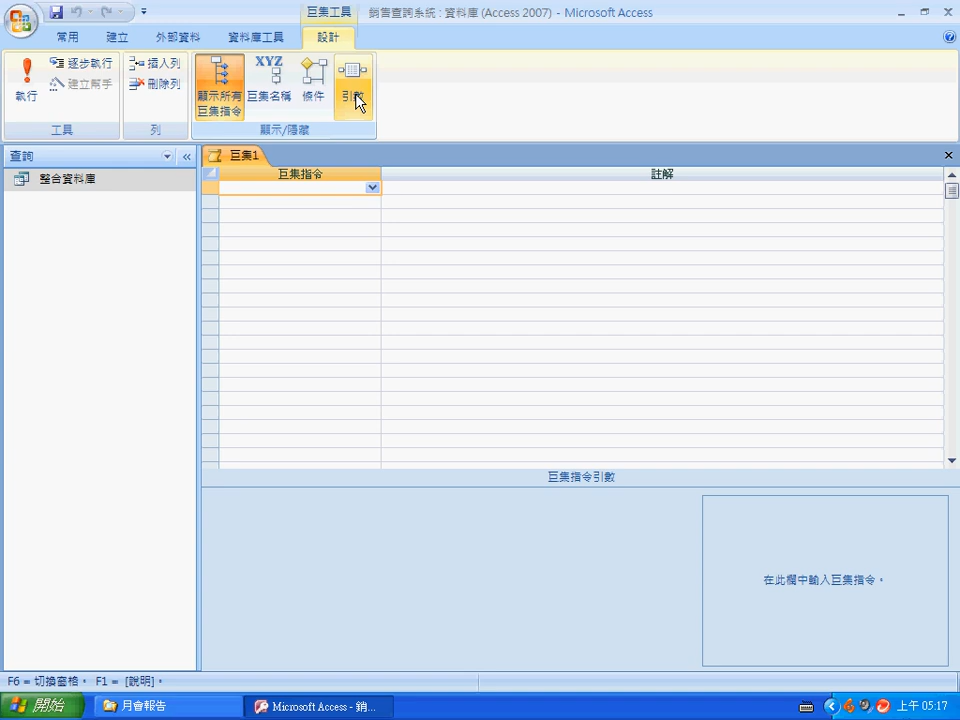 巨集工具
銷售查詢系統 : 資料庫 (Access 2007) - Microsoft Access
常用
建立
外部資料
資料庫工具
設計
執行
逐步執行
建立幫手
工具
插入列
刪除列
列
顯示所有
巨集指令
XYZ
巨集名稱
條件
引數
顯示/隱藏
查詢
整合資料庫
巨集1
巨集指令
註解
巨集指令引數
在此欄中輸入巨集指令。
F6 = 切換窗格。 F1 = [說明]。
開始
月會報告
Microsoft Access - 銷...
上午 05:17